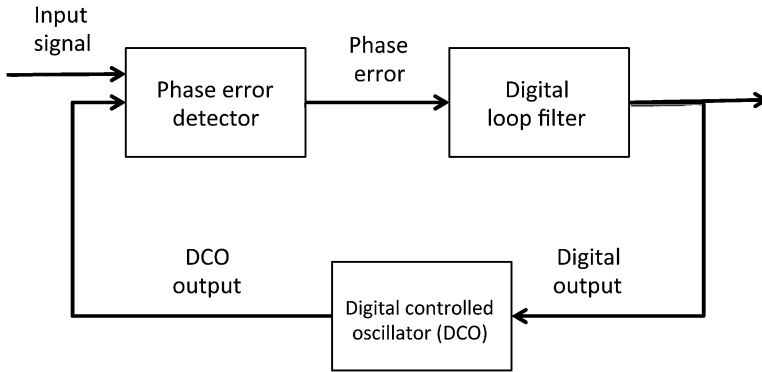 Input
signal
Phase error
detector
Phase
error
Digital
loop filter
DCO
output
Digital controlled
oscillator (DCO)
Digital
output